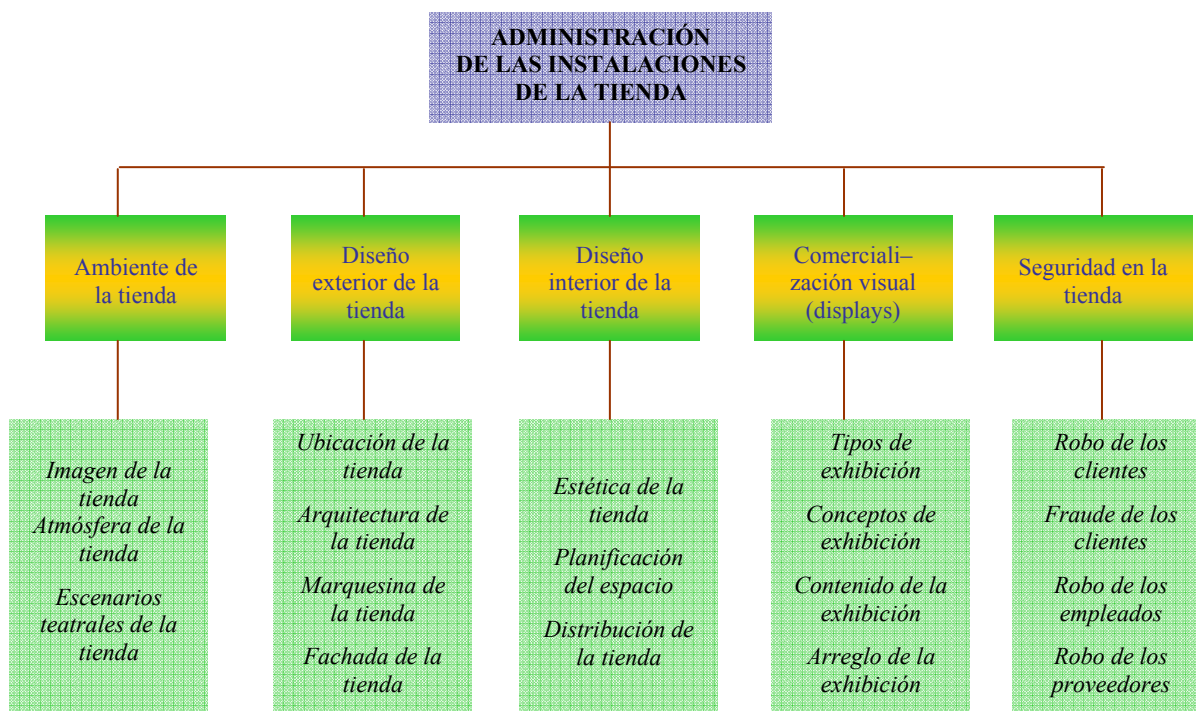 ADMINISTRACIÓN
DE LAS INSTALACIONES
DE LA TIENDA
Ambiente de
la tienda
Diseño
exterior de la
tienda
Diseño
interior de la
tienda
Comerciali–
zación visual
(displays)
Seguridad en la
tienda
Imagen de la
tienda
Atmósfera de la
tienda
Escenarios
teatrales de la
tienda
Ubicación de la
tienda
Arquitectura de
la tienda
Marquesina de
la tienda
Fachada de la
tienda
Estética de la
tienda
Planificación
del espacio
Distribución de
la tienda
Tipos de
exhibición
Conceptos de
exhibición
Contenido de la
exhibición
Arreglo de la
exhibición
Robo de los
clientes
Fraude de los
clientes
Robo de los
empleados
Robo de los
proveedores